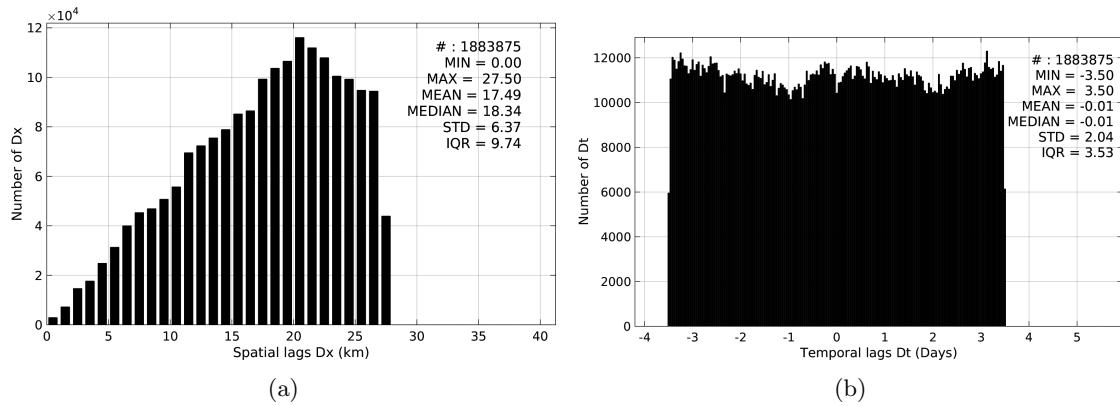 ×10⁴
12
10
8
6
4
2
0
0 5 10 15 20 25 30 35 40
Number of Dx
Spatial lags Dx (km)
# : 1883875
MIN = 0.00
MAX = 27.50
MEAN = 17.49
MEDIAN = 18.34
STD = 6.37
IQR = 9.74
(a)
12000
10000
8000
6000
4000
2000
0
-4 -3 -2 -1 0 1 2 3 4 5
Number of Dt
Temporal lags Dt (Days)
# : 1883875
MIN = -3.50
MAX = 3.50
MEAN = -0.01
MEDIAN = -0.01
STD = 2.04
IQR = 3.53
(b)